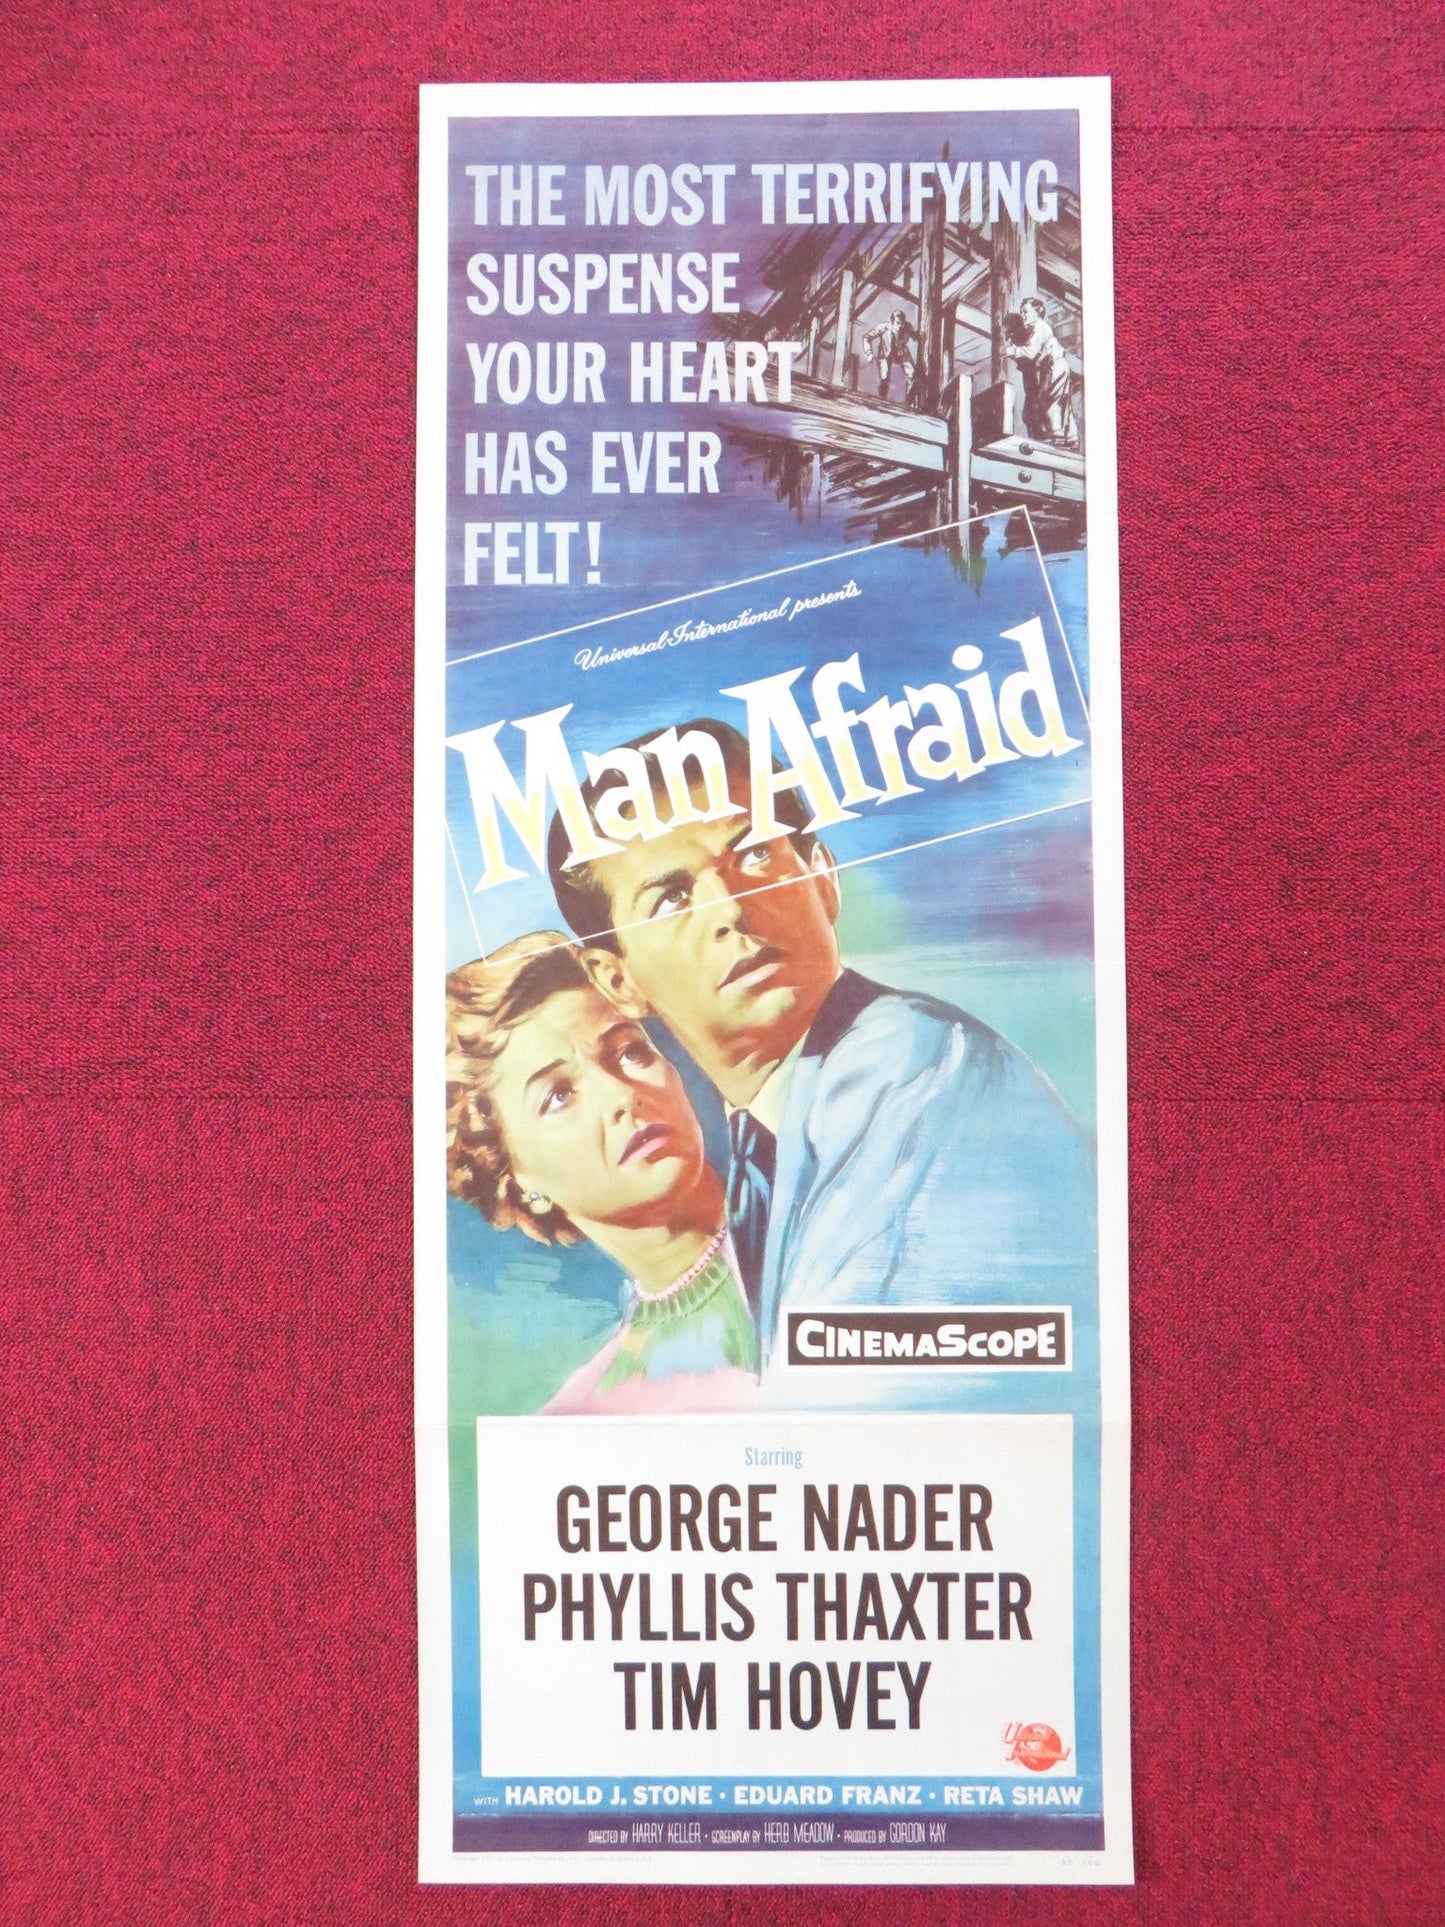 THE MOST TERRIFYING
SUSPENSE
YOUR HEART
HAS EVER
FELT!
Universal-International presents
Man Afraid
CINEMASCOPE
Starring
GEORGE NADER
PHYLLIS THAXTER
TIM HOVEY
Universal
International
WITH HAROLD J. STONE · EDUARD FRANZ · RETA SHAW
DIRECTED BY HARRY KELLER · SCREENPLAY BY HERB MEADOW · PRODUCED BY GORDON KAY